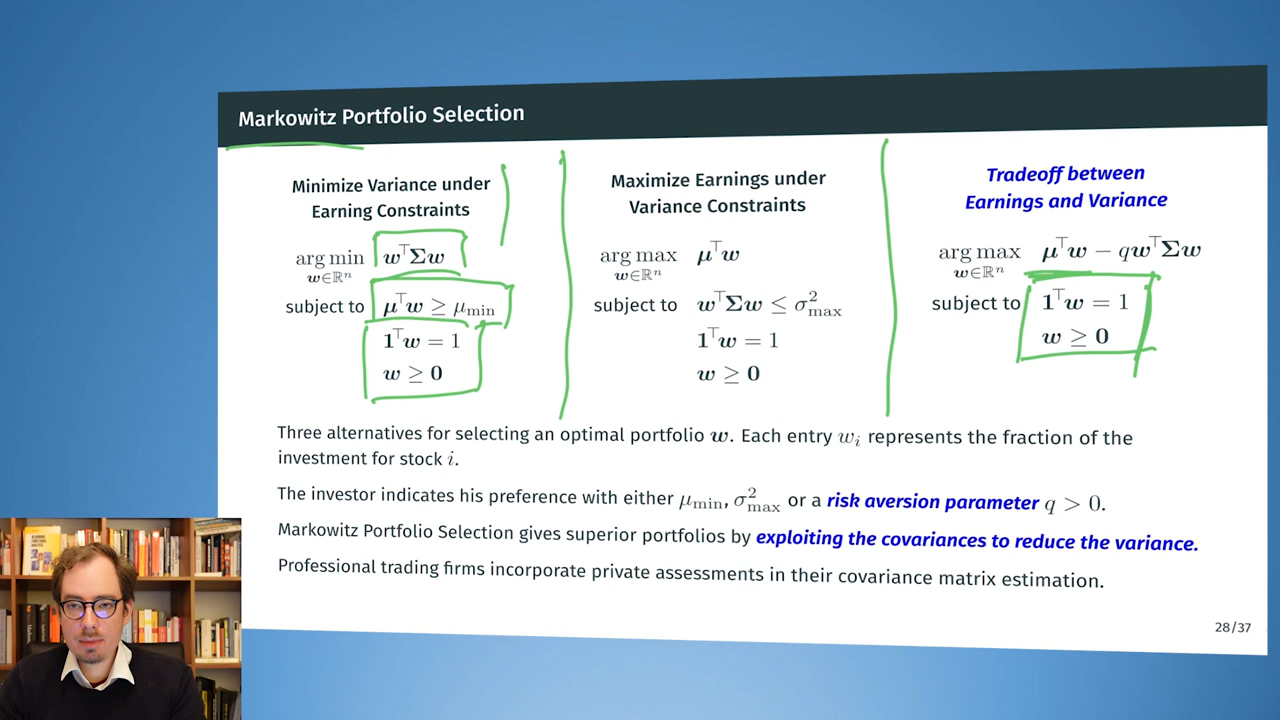 Markowitz Portfolio Selection
Minimize Variance under
Earning Constraints
arg min w⊤Σw
w∈ℝⁿ
subject to μ⊤w ≥ μmin
1⊤w = 1
w ≥ 0
Maximize Earnings under
Variance Constraints
arg max μ⊤w
w∈ℝⁿ
subject to w⊤Σw ≤ σ²max
1⊤w = 1
w ≥ 0
Tradeoff between
Earnings and Variance
arg max μ⊤w − qw⊤Σw
w∈ℝⁿ
subject to 1⊤w = 1
w ≥ 0
Three alternatives for selecting an optimal portfolio w. Each entry wᵢ represents the fraction of the
investment for stock i.
The investor indicates his preference with either μmin, σ²max or a risk aversion parameter q > 0.
Markowitz Portfolio Selection gives superior portfolios by exploiting the covariances to reduce the variance.
Professional trading firms incorporate private assessments in their covariance matrix estimation.
28/37